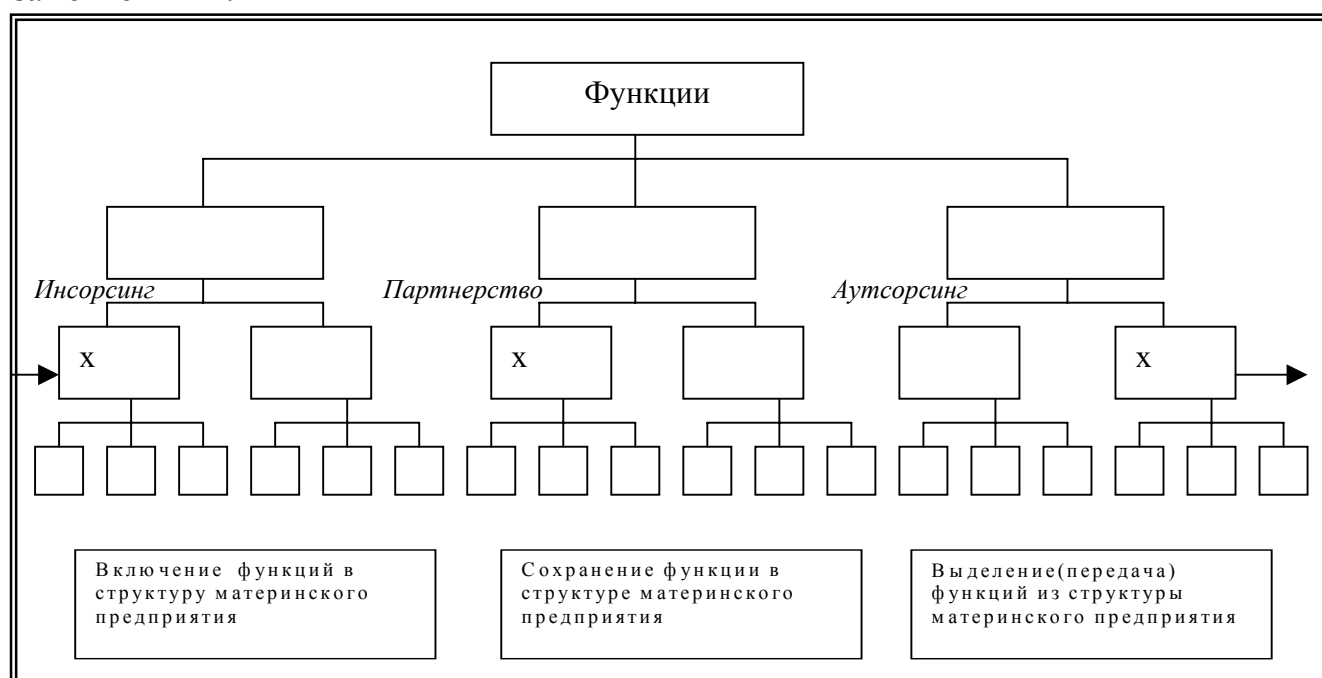 Функции
Инсорсинг
Партнерство
Аутсорсинг
х
х
х
Включение функций в
структуру материнского
предприятия
Сохранение функции в
структуре материнского
предприятия
Выделение(передача)
функций из структуры
материнского предприятия